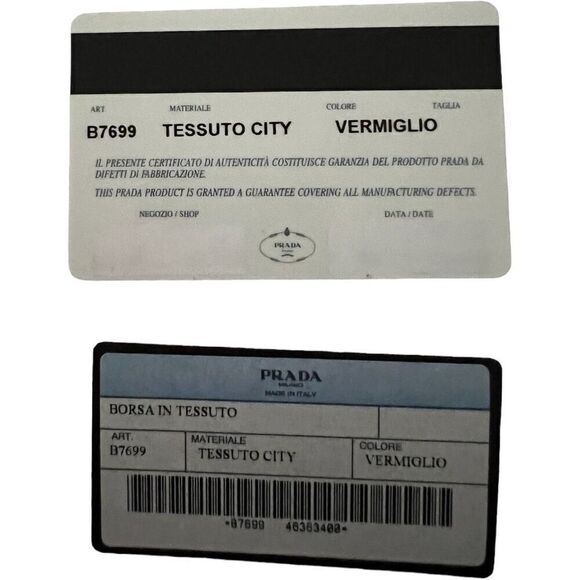 ART. MATERIALE COLORE TAGLIA
B7699 TESSUTO CITY VERMIGLIO
IL PRESENTE CERTIFICATO DI AUTENTICITÀ COSTITUISCE GARANZIA DEL PRODOTTO PRADA DA
DIFETTI DI FABBRICAZIONE.
THIS PRADA PRODUCT IS GRANTED A GUARANTEE COVERING ALL MANUFACTURING DEFECTS.
NEGOZIO / SHOP DATA / DATE
PRADA
PRADA
MILANO
MADE IN ITALY
BORSA IN TESSUTO
ART. MATERIALE COLORE
B7699 TESSUTO CITY VERMIGLIO